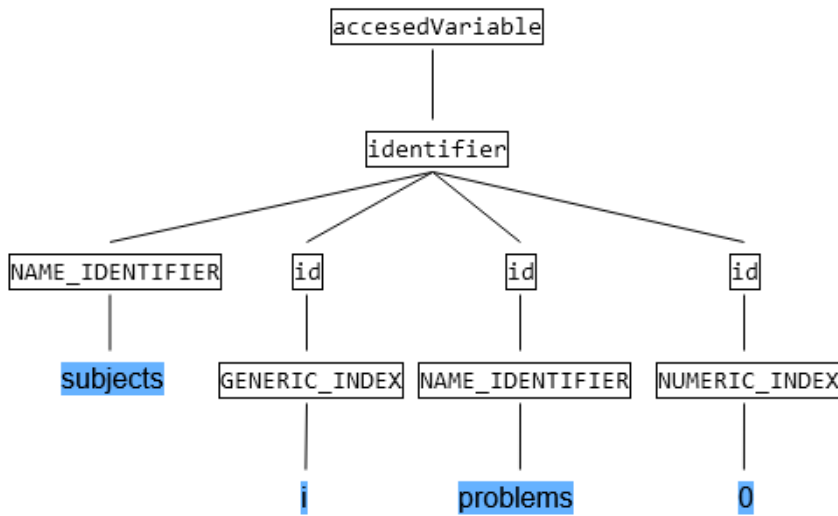 accesedVariable
identifier
NAME_IDENTIFIER id id id
subjects GENERIC_INDEX NAME_IDENTIFIER NUMERIC_INDEX
i problems 0